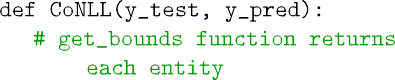 def CoNLL(y_test, y_pred):
# get_bounds function returns
each entity